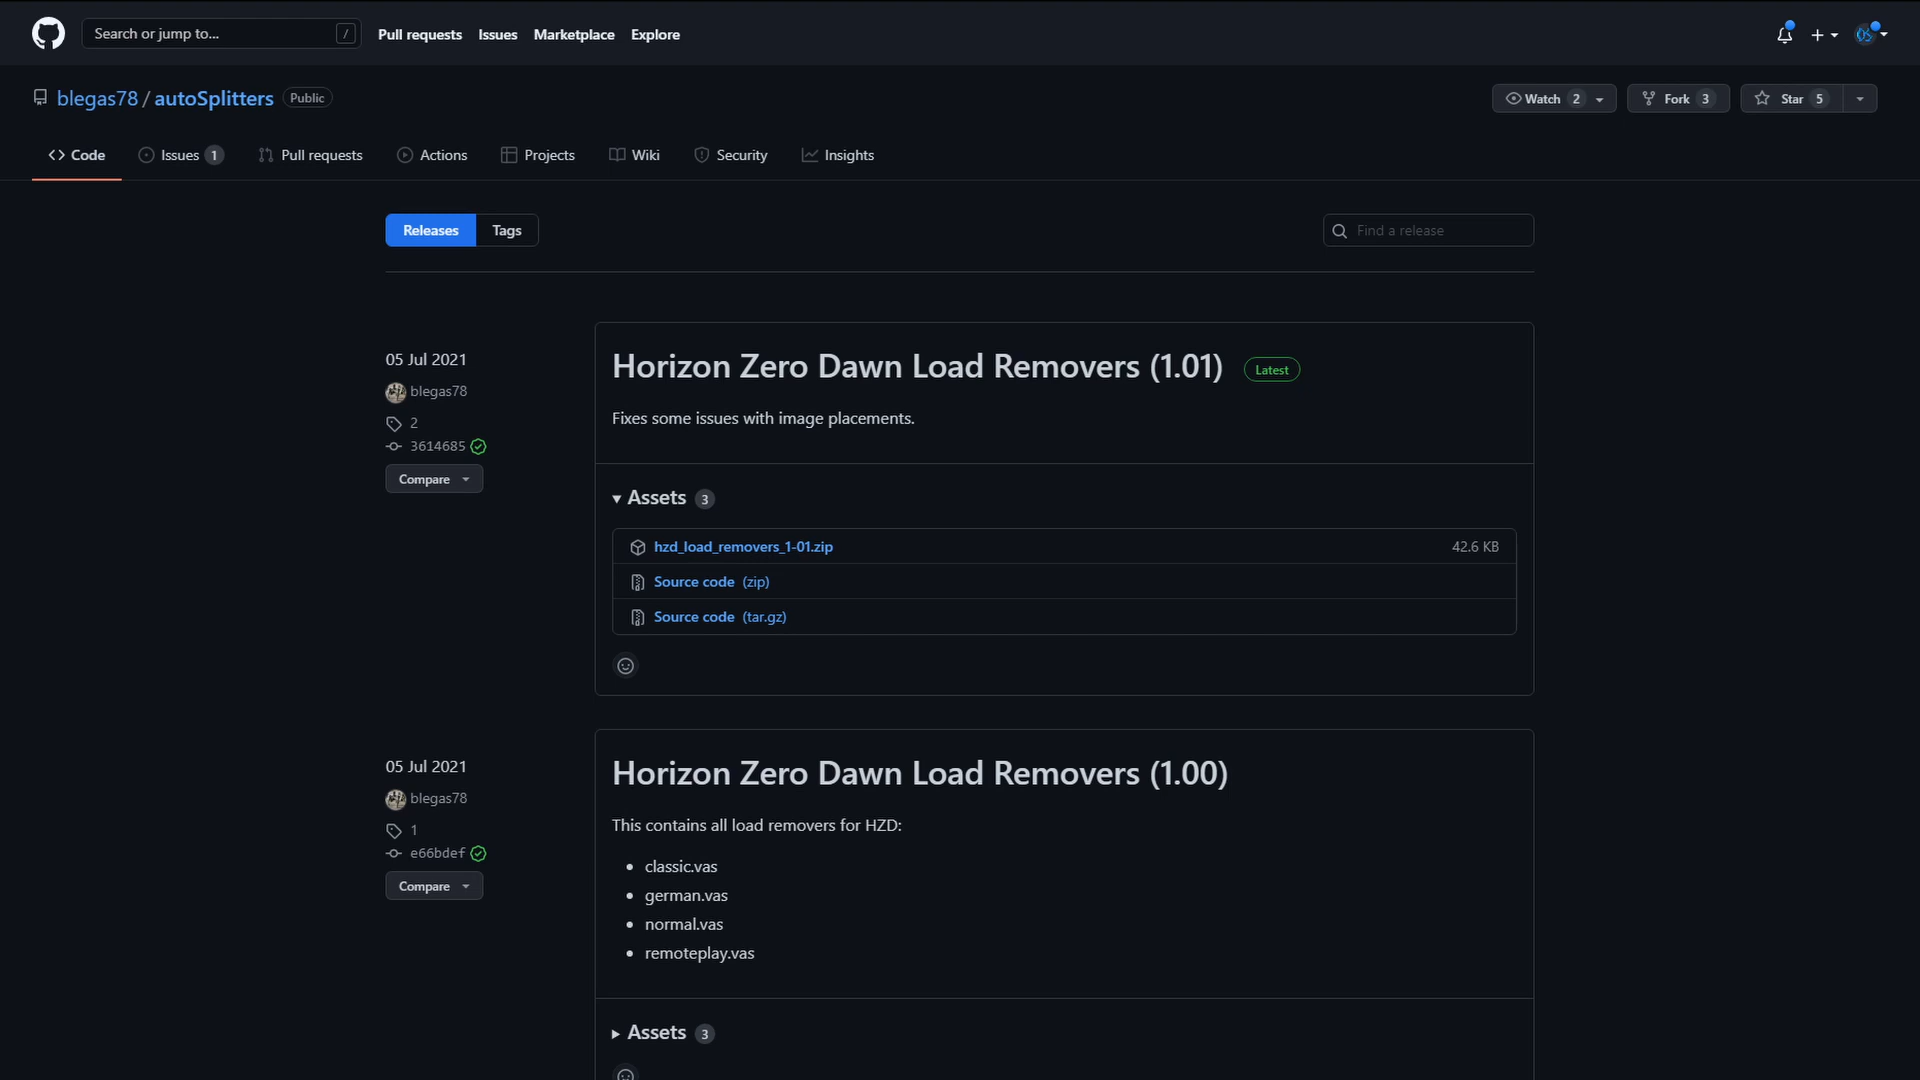 Search or jump to... /
Pull requests Issues Marketplace Explore
blegas78 / autoSplitters Public
Watch 2 Fork 3 Star 5
Code Issues 1 Pull requests Actions Projects Wiki Security Insights
Releases Tags
Find a release
05 Jul 2021
blegas78
2
3614685
Compare
Horizon Zero Dawn Load Removers (1.01) Latest
Fixes some issues with image placements.
Assets 3
hzd_load_removers_1-01.zip 42.6 KB
Source code (zip)
Source code (tar.gz)
05 Jul 2021
blegas78
1
e66bdef
Compare
Horizon Zero Dawn Load Removers (1.00)
This contains all load removers for HZD:
classic.vas
german.vas
normal.vas
remoteplay.vas
Assets 3